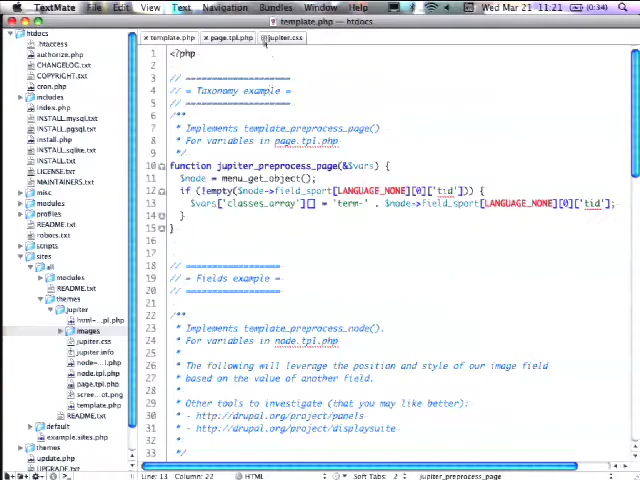 TextMate File Edit View Text Navigation Bundles Window Help Wed Mar 21 11:21 (0:34)
template.php — htdocs
htdocs
.htaccess
authorize.php
CHANGELOG.txt
COPYRIGHT.txt
cron.php
includes
index.php
INSTALL.mysql.txt
INSTALL.pgsql.txt
install.php
INSTALL.sqlite.txt
INSTALL.txt
LICENSE.txt
MAINTAINERS.txt
misc
modules
profiles
README.txt
robots.txt
scripts
sites
all
modules
README.txt
themes
jupiter
html-...pl.php
images
jupiter.css
jupiter.info
node-...l.php
node.tpl.php
page.tpl.php
scree...ot.png
template.php
README.txt
default
example.sites.php
themes
update.php
UPGRADE.txt
template.php page.tpl.php jupiter.css
1 <?php
2
3 // ====================
4 // = Taxonomy example =
5 // ====================
6 /**
7 * Implements template_preprocess_page()
8 * For variables in page.tpl.php
9 */
10 function jupiter_preprocess_page(&$vars) {
11 $node = menu_get_object();
12 if (!empty($node->field_sport[LANGUAGE_NONE][0]['tid'])) {
13 $vars['classes_array'][] = 'term-' . $node->field_sport[LANGUAGE_NONE][0]['tid'];
14 }
15 }
16
17
18 // ==================
19 // = Fields example =
20 // ==================
21
22 /**
23 * Implements template_preprocess_node().
24 * For variables in node.tpl.php
25 *
26 * The following will leverage the position and style of our image field
27 * based on the value of another field.
28 *
29 * Other tools to investigate (that you may like better):
30 * - http://drupal.org/project/panels
31 * - http://drupal.org/project/displaysuite
32 *
33 */
Line: 13 Column: 22 HTML Soft Tabs: 2 jupiter_preprocess_page